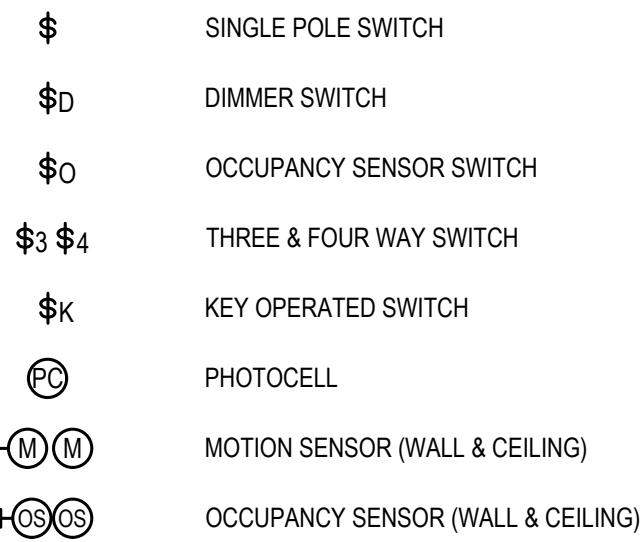 $ SINGLE POLE SWITCH
$D DIMMER SWITCH
$O OCCUPANCY SENSOR SWITCH
$3 $4 THREE & FOUR WAY SWITCH
$K KEY OPERATED SWITCH
PC PHOTOCELL
M M MOTION SENSOR (WALL & CEILING)
OS OS OCCUPANCY SENSOR (WALL & CEILING)